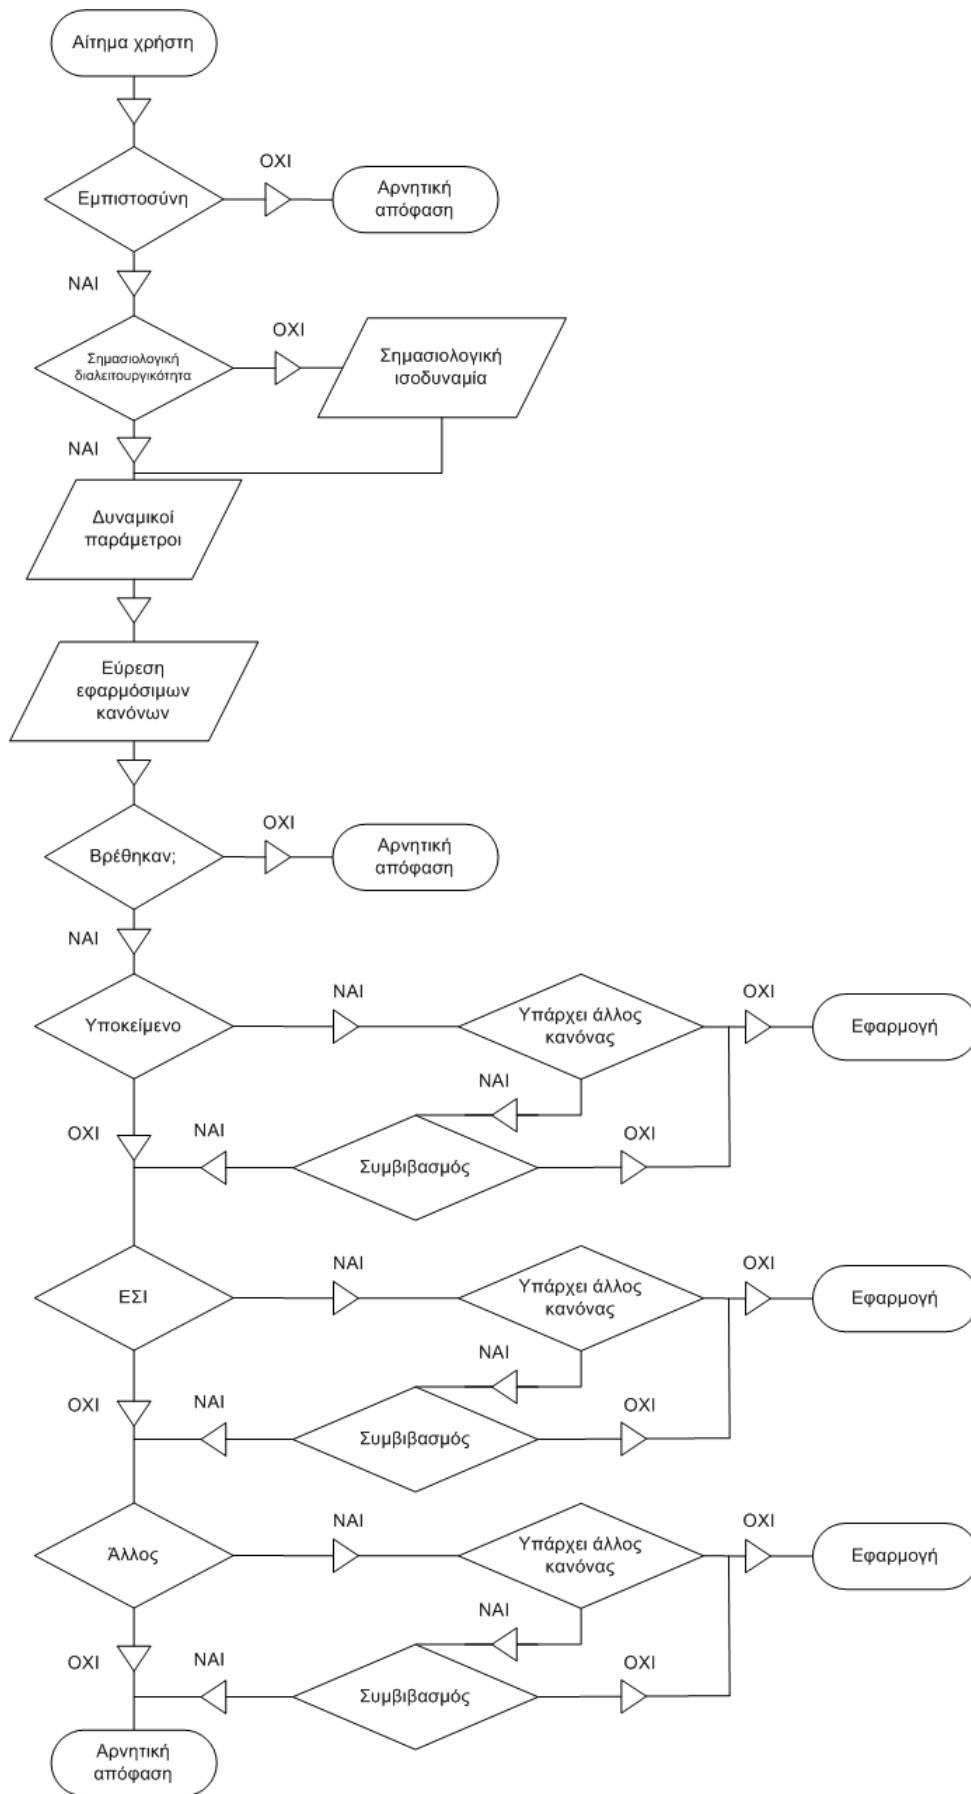 Αίτημα χρήστη
ΟΧΙ
Εμπιστοσύνη
Αρνητική
απόφαση
ΝΑΙ
ΟΧΙ
Σημασιολογική
διαλειτουργικότητα
Σημασιολογική
ισοδυναμία
ΝΑΙ
Δυναμικοί
παράμετροι
Εύρεση
εφαρμόσιμων
κανόνων
ΟΧΙ
Βρέθηκαν;
Αρνητική
απόφαση
ΝΑΙ
ΝΑΙ
ΟΧΙ
Υποκείμενο
Υπάρχει άλλος
κανόνας
Εφαρμογή
ΝΑΙ
ΟΧΙ
ΝΑΙ
ΟΧΙ
Συμβιβασμός
ΝΑΙ
ΟΧΙ
ΕΣΙ
Υπάρχει άλλος
κανόνας
Εφαρμογή
ΝΑΙ
ΟΧΙ
ΝΑΙ
ΟΧΙ
Συμβιβασμός
ΝΑΙ
ΟΧΙ
Άλλος
Υπάρχει άλλος
κανόνας
Εφαρμογή
ΝΑΙ
ΟΧΙ
ΝΑΙ
ΟΧΙ
Συμβιβασμός
Αρνητική
απόφαση